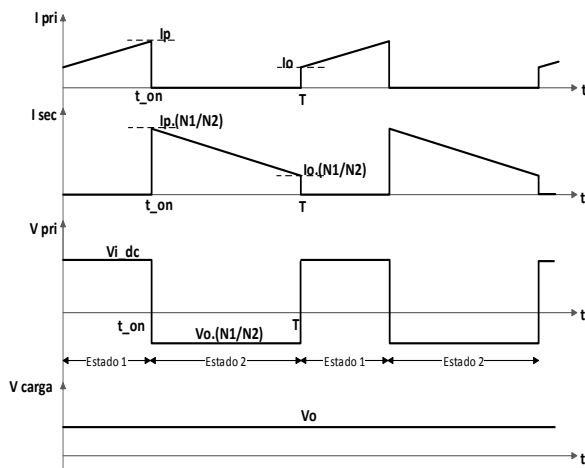 I pri
Ip
Io
t_on
T
t
I sec
Ip.(N1/N2)
Io.(N1/N2)
t_on
T
t
V pri
Vi_dc
t_on
Vo.(N1/N2)
T
t
Estado 1
Estado 2
Estado 1
Estado 2
V carga
Vo
t